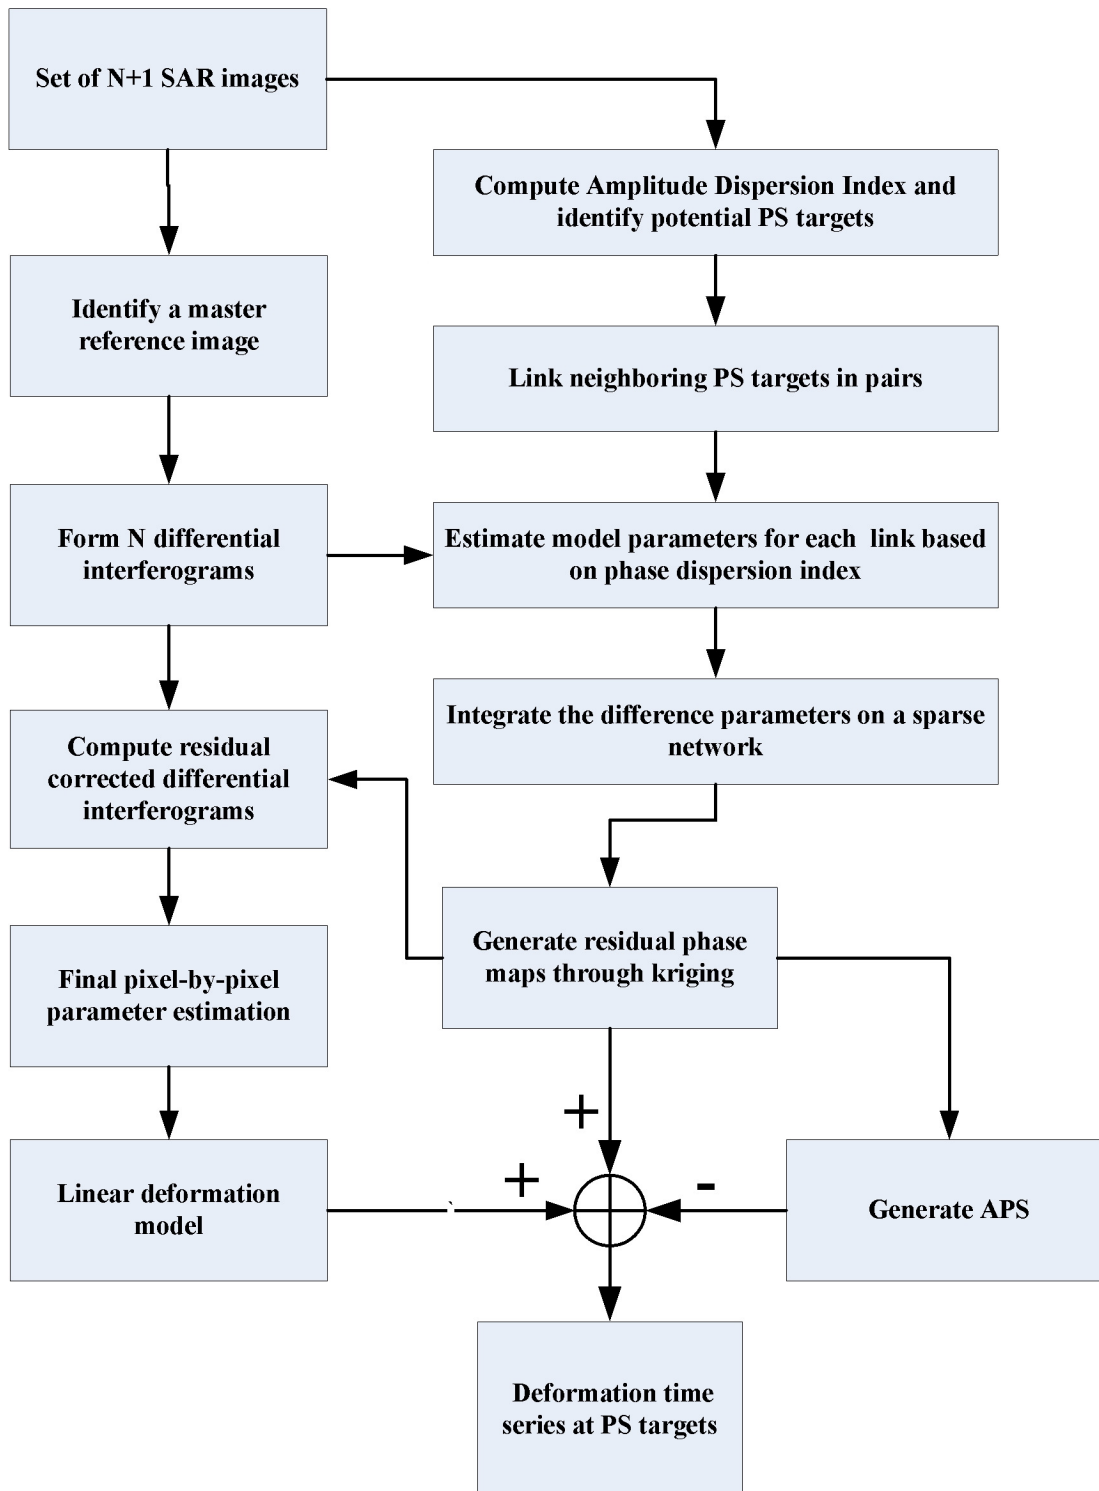 Set of N+1 SAR images
Compute Amplitude Dispersion Index and
identify potential PS targets
Identify a master
reference image
Link neighboring PS targets in pairs
Form N differential
interferograms
Estimate model parameters for each link based
on phase dispersion index
Integrate the difference parameters on a sparse
network
Compute residual
corrected differential
interferograms
Generate residual phase
maps through kriging
Final pixel-by-pixel
parameter estimation
+
Linear deformation
model
+
-
Generate APS
Deformation time
series at PS targets